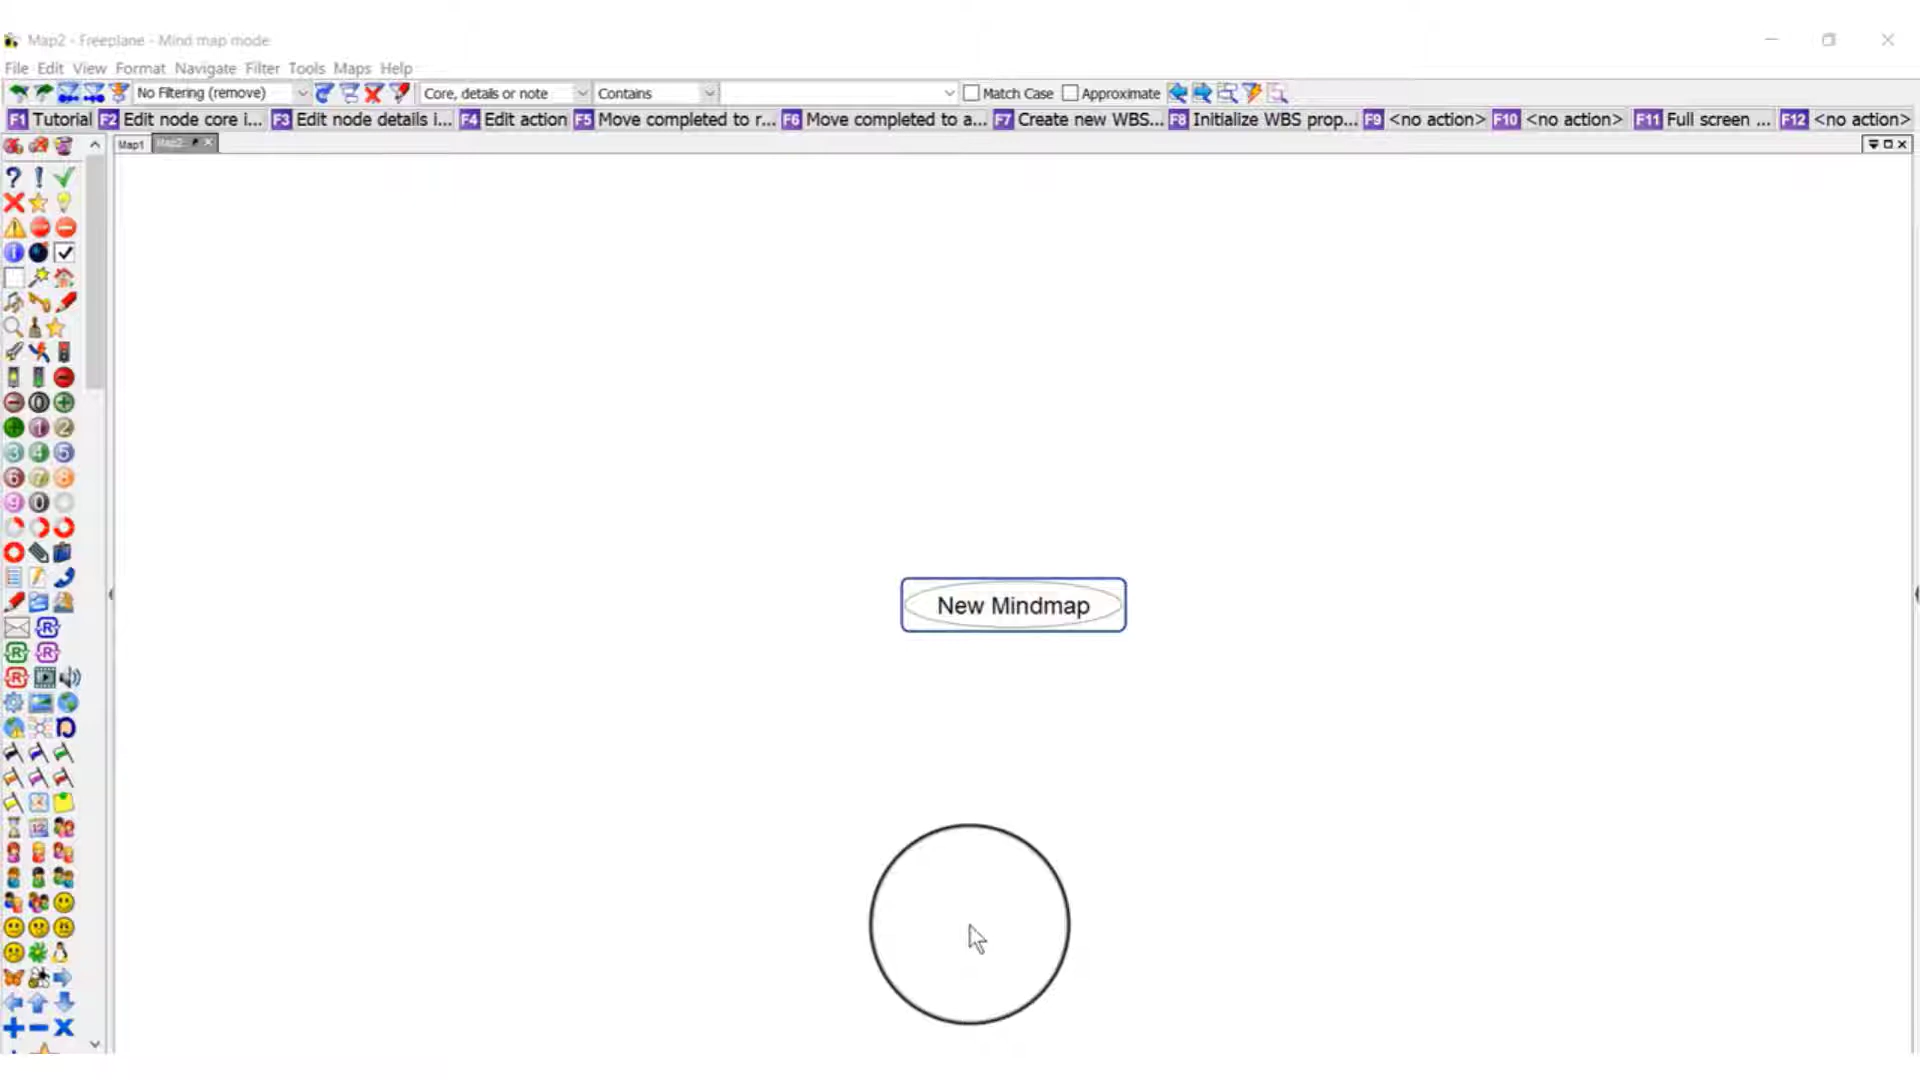 Map2 - Freeplane - Mind map mode
File Edit View Format Navigate Filter Tools Maps Help
No Filtering (remove) Core, details or note Contains Match Case Approximate
F1 Tutorial F2 Edit node core i... F3 Edit node details i... F4 Edit action F5 Move completed to r... F6 Move completed to a... F7 Create new WBS... F8 Initialize WBS prop... F9 <no action> F10 <no action> F11 Full screen ... F12 <no action>
Map1 Map2
New Mindmap